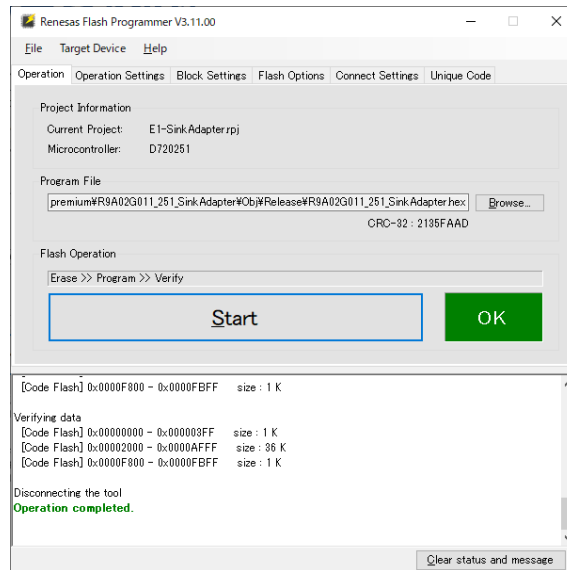 Renesas Flash Programmer V3.11.00
File Target Device Help
Operation Operation Settings Block Settings Flash Options Connect Settings Unique Code
Project Information
Current Project: E1-SinkAdapter.rpj
Microcontroller: D720251
Program File
premium¥R9A02G011_251_SinkAdapter¥Obj¥Release¥R9A02G011_251_SinkAdapter.hex Browse...
CRC-32 : 2135FAAD
Flash Operation
Erase >> Program >> Verify
Start OK
[Code Flash] 0x0000F800 - 0x0000FBFF size : 1 K
Verifying data
[Code Flash] 0x00000000 - 0x000003FF size : 1 K
[Code Flash] 0x00002000 - 0x0000AFFF size : 36 K
[Code Flash] 0x0000F800 - 0x0000FBFF size : 1 K
Disconnecting the tool
Operation completed.
Clear status and message